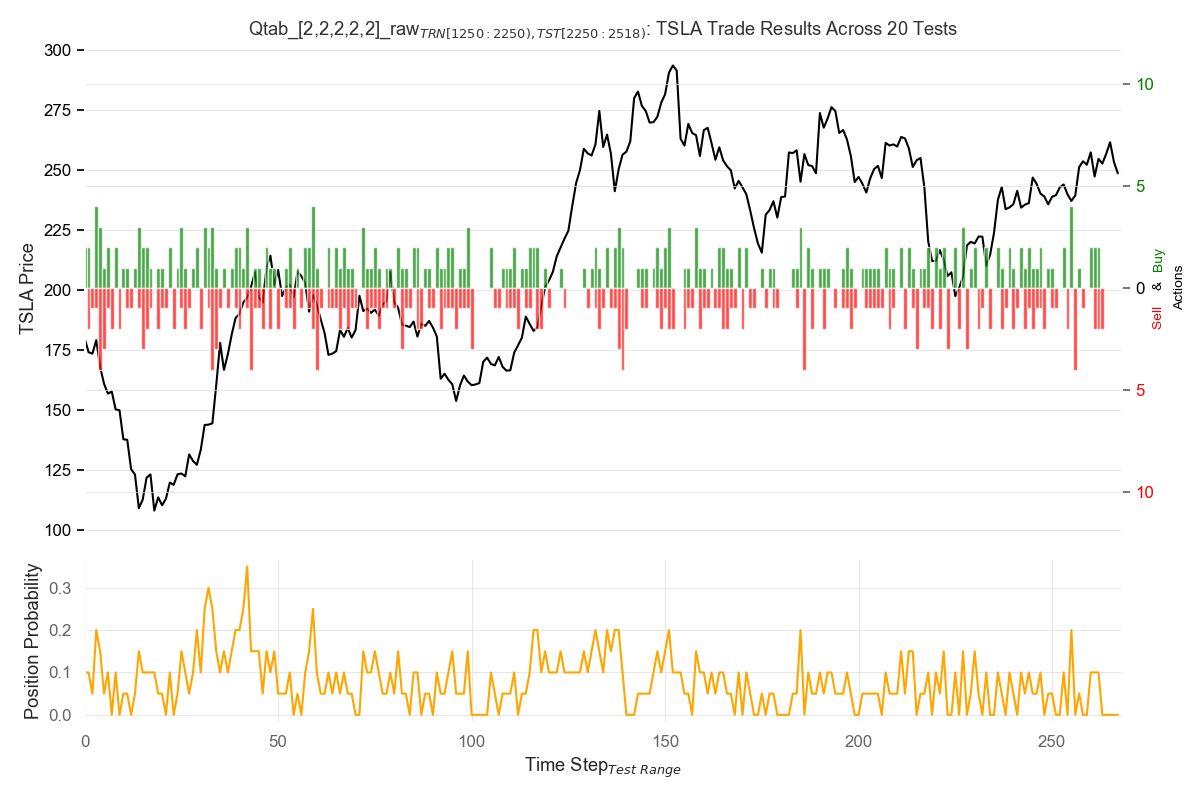 Qtab_[2,2,2,2,2]_raw_TRN[1250:2250),TST[2250:2518): TSLA Trade Results Across 20 Tests
300
275
250
225
200
175
150
125
100
TSLA Price
10
5
0
5
10
Sell & Buy
Actions
0.3
0.2
0.1
0.0
Position Probability
0 50 100 150 200 250
Time Step Test Range